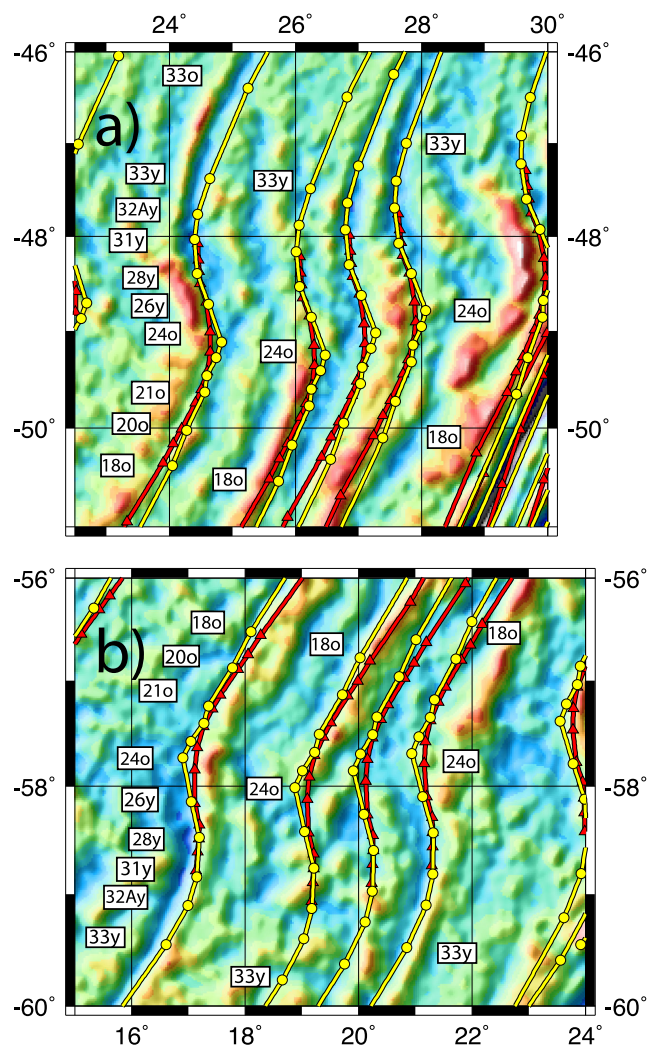 24° 26° 28° 30°
-46° -46°
33o
a)
33y 33y 33y
32Ay
-48° 31y -48°
28y
26y
24o 24o
24o
21o
20o
-50° -50°
18o
18o 18o
-56° -56°
18o 18o
18o
b)
20o
21o
24o 24o
-58° 24o -58°
26y
28y
31y
32Ay
33y 33y
33y
-60° -60°
16° 18° 20° 22° 24°